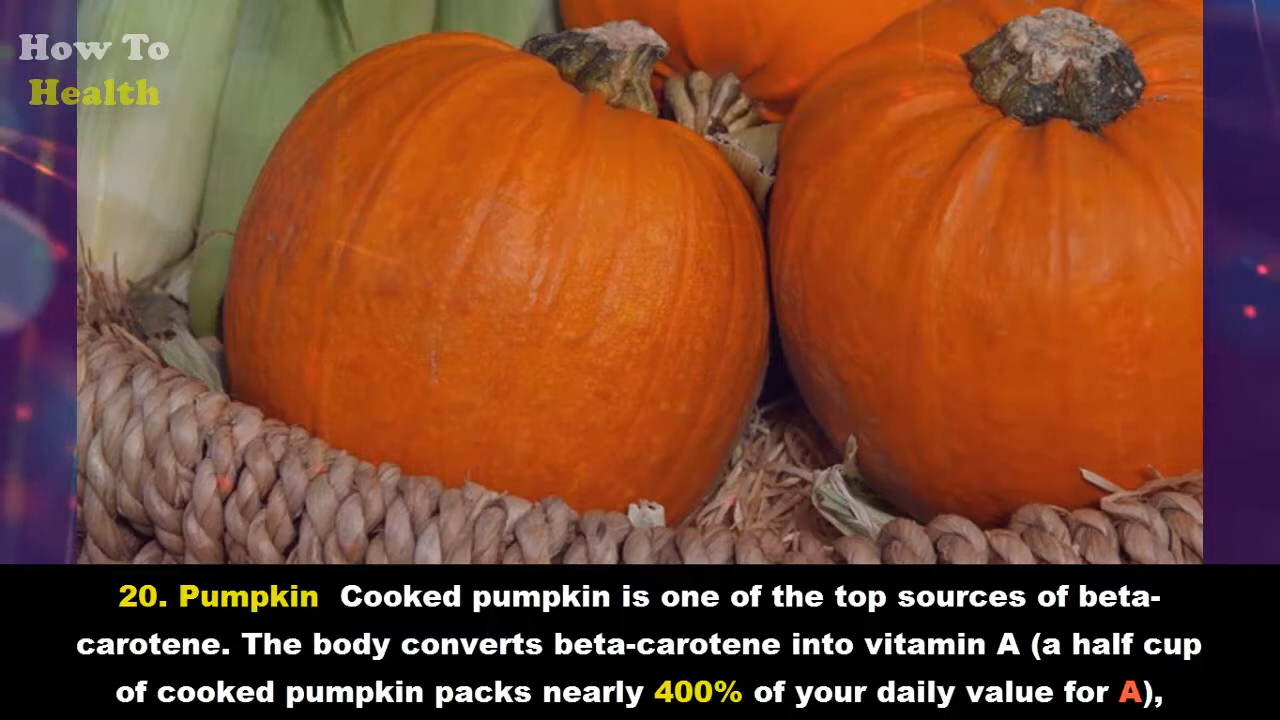 How To
Health
20. Pumpkin Cooked pumpkin is one of the top sources of beta-
carotene. The body converts beta-carotene into vitamin A (a half cup
of cooked pumpkin packs nearly 400% of your daily value for A),